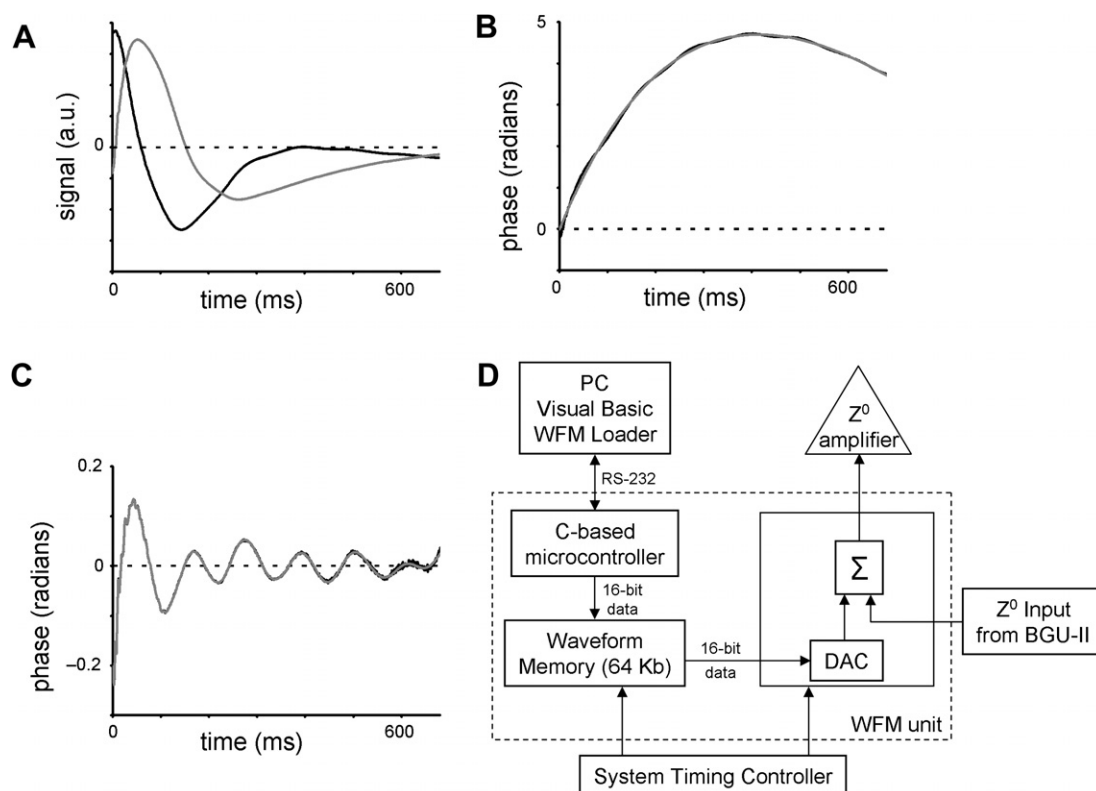 A
signal (a.u.)
0
0
600
time (ms)
B
phase (radians)
5
0
0
600
time (ms)
C
phase (radians)
0.2
0
–0.2
0
600
time (ms)
D
PC
Visual Basic
WFM Loader
RS-232
C-based
microcontroller
16-bit
data
Waveform
Memory (64 Kb)
16-bit
data
Z⁰
amplifier
Σ
DAC
Z⁰ Input
from BGU-II
WFM unit
System Timing Controller